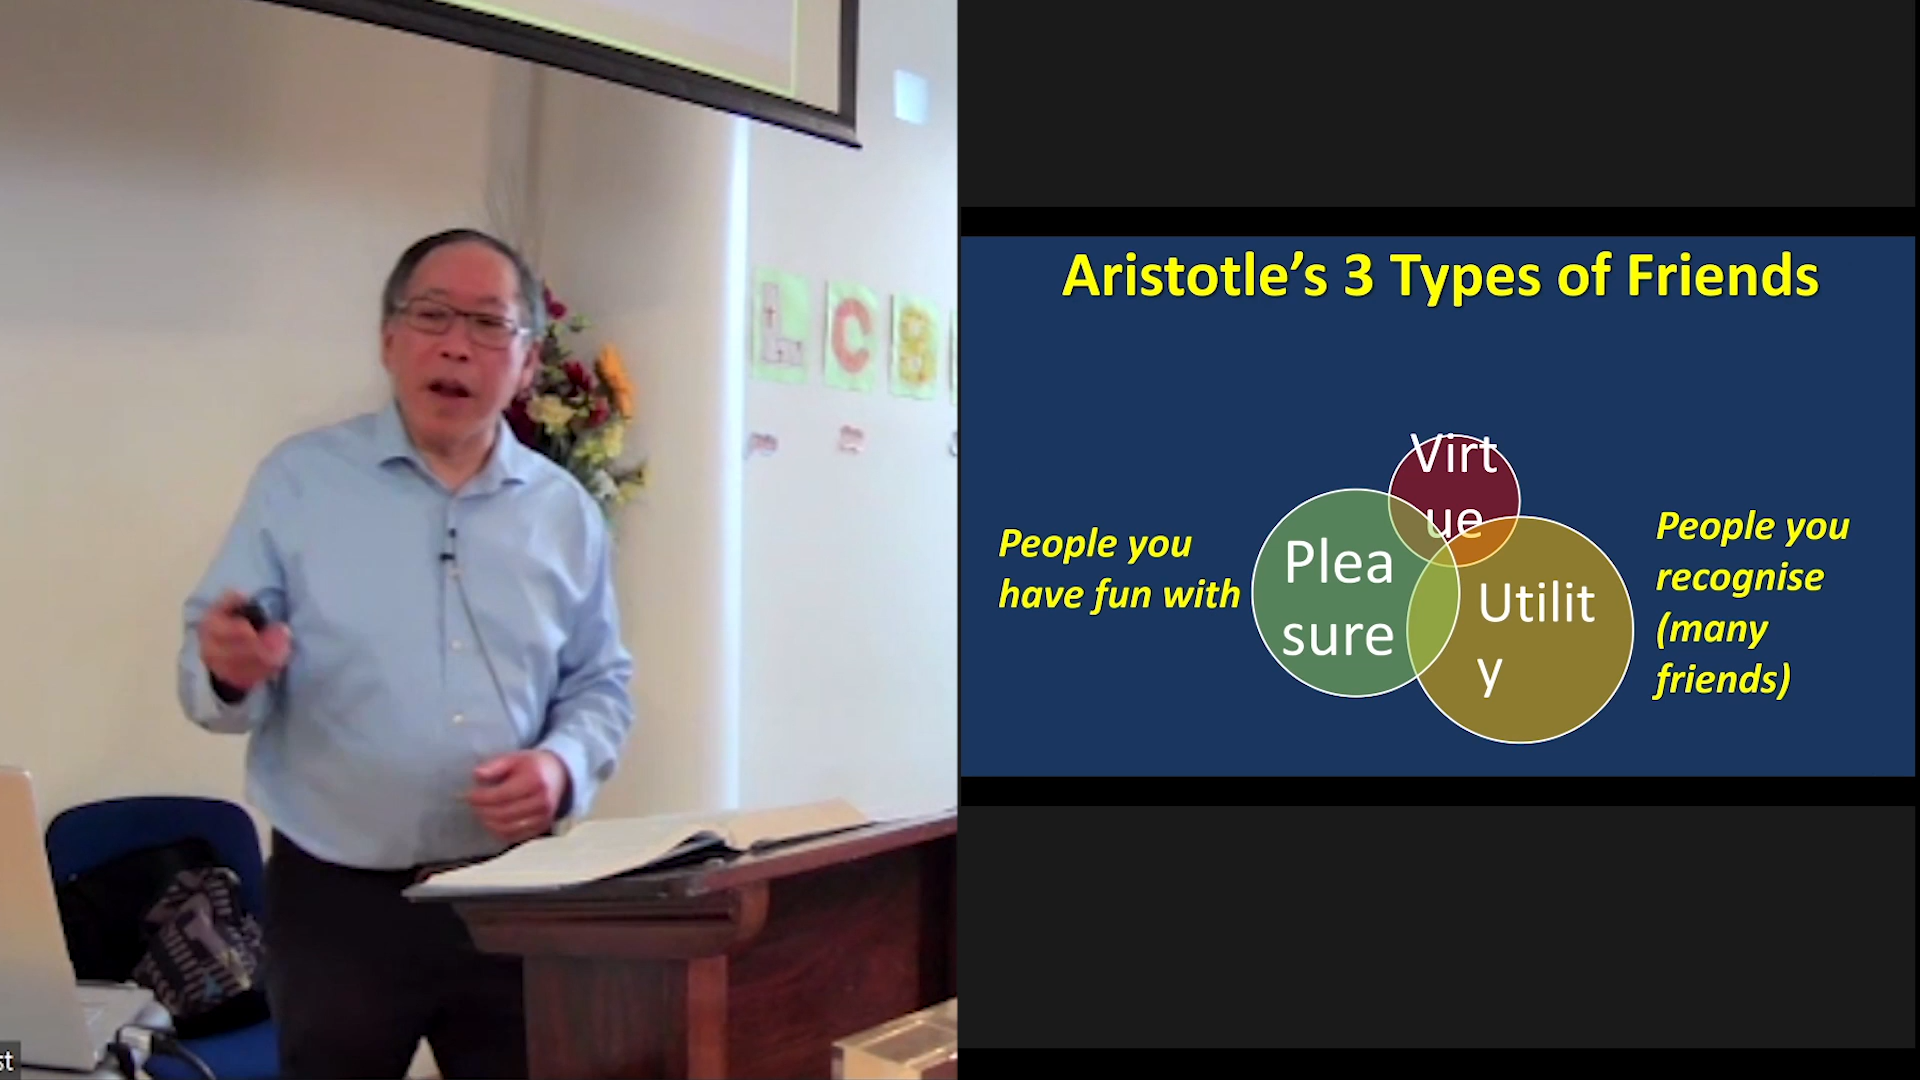 Aristotle's 3 Types of Friends
Virt
ue
People you
have fun with
Plea
sure
Utilit
y
People you
recognise
(many
friends)
L C S
st